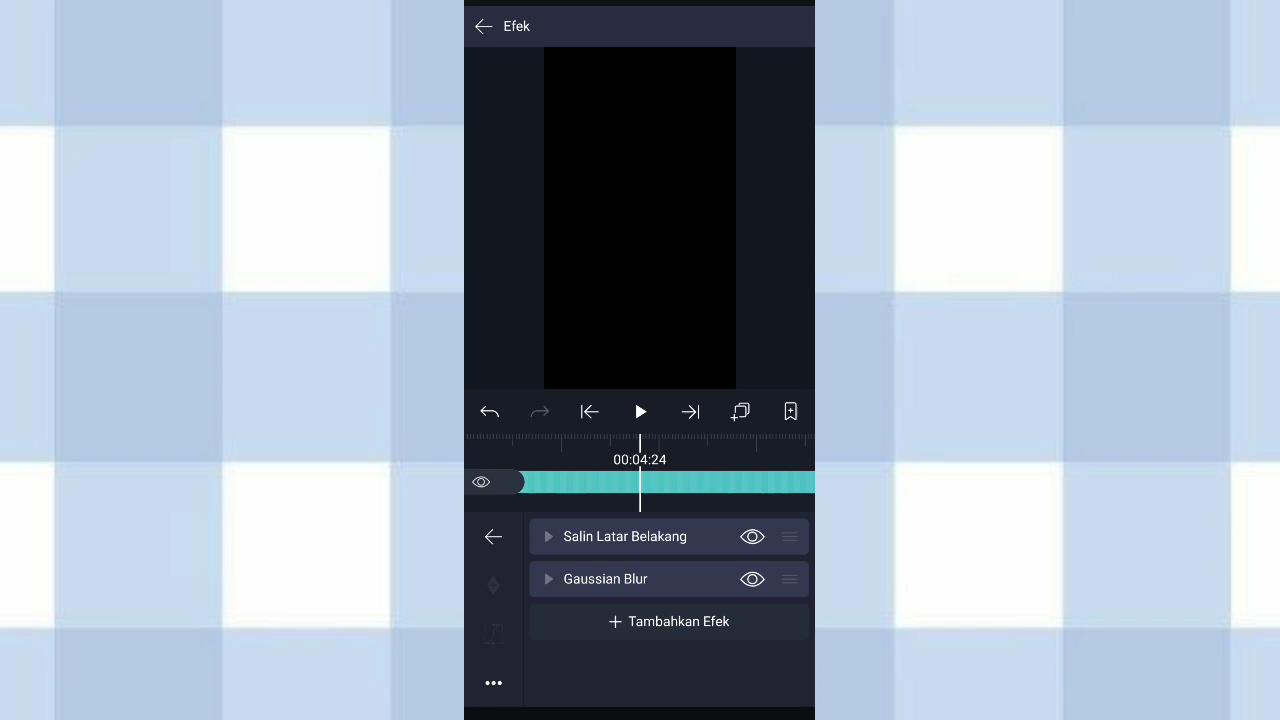 Efek
00:04:24
Salin Latar Belakang
Gaussian Blur
+ Tambahkan Efek